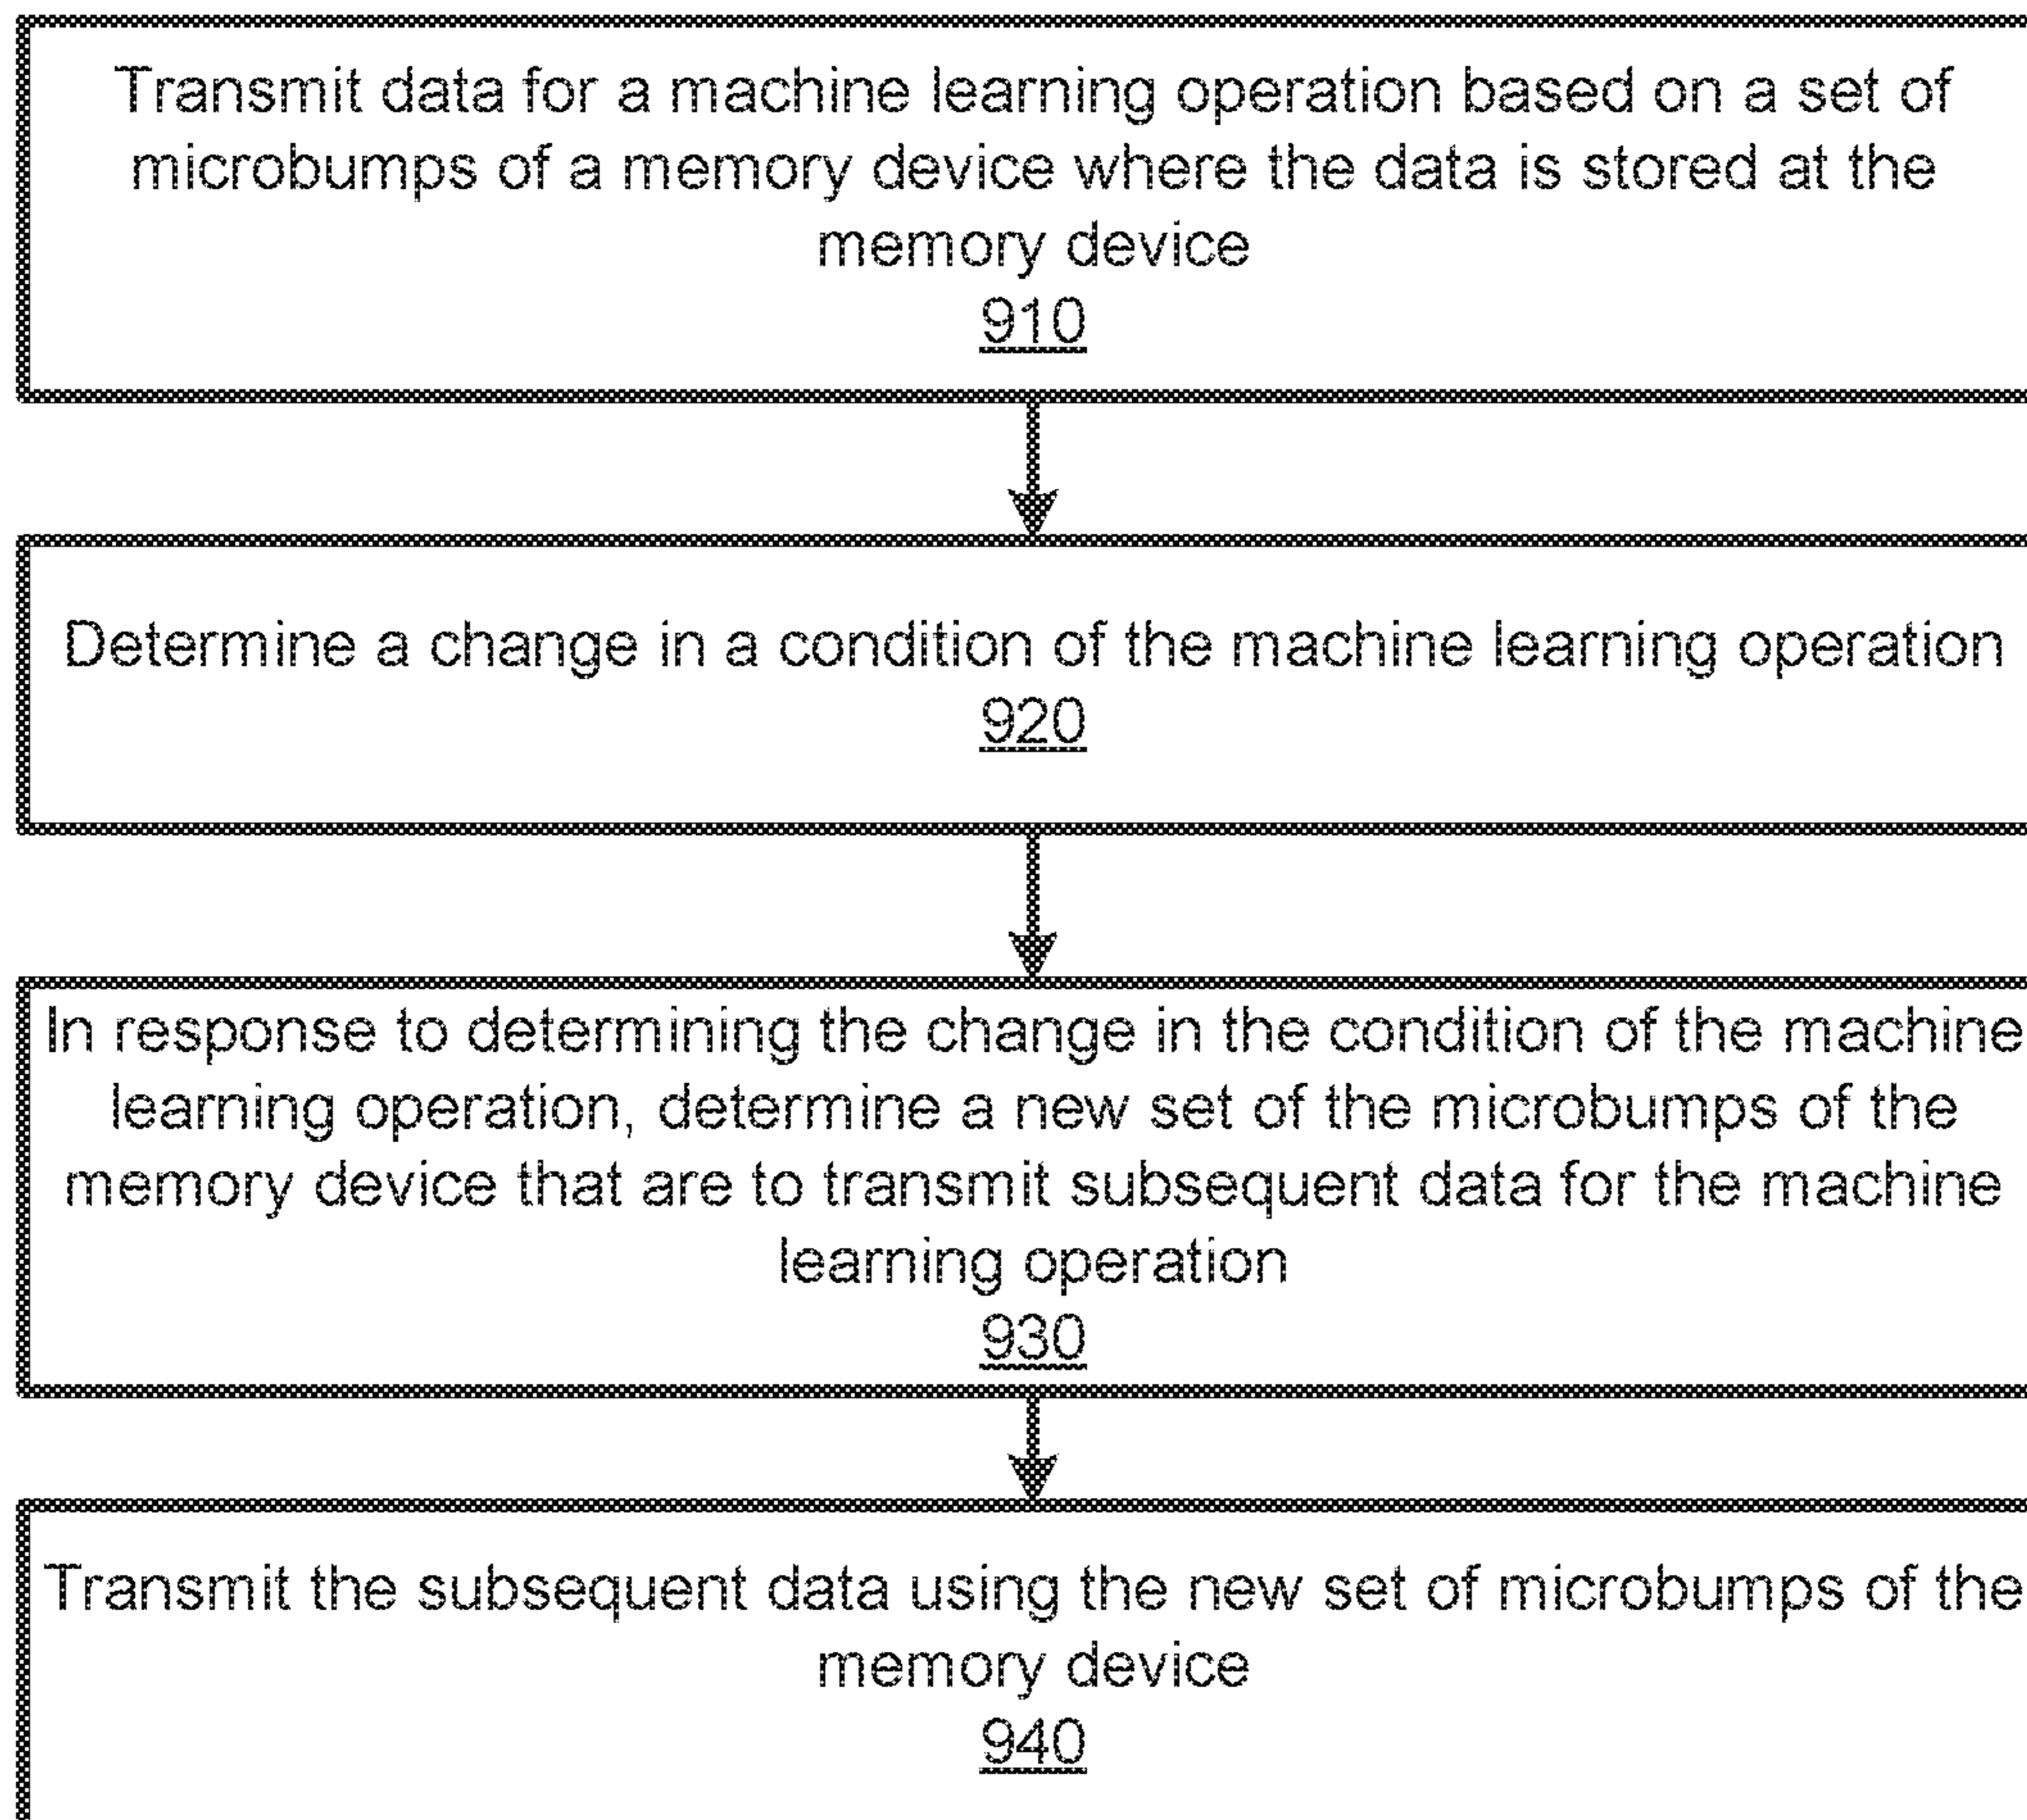 Transmit data for a machine learning operation based on a set of
microbumps of a memory device where the data is stored at the
memory device
910
Determine a change in a condition of the machine learning operation
920
In response to determining the change in the condition of the machine
learning operation, determine a new set of the microbumps of the
memory device that are to transmit subsequent data for the machine
learning operation
930
Transmit the subsequent data using the new set of microbumps of the
memory device
940